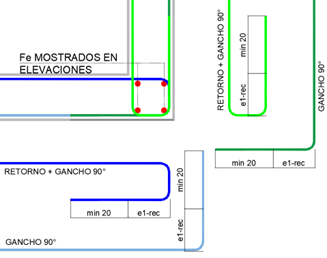 Fe MOSTRADOS EN
ELEVACIONES
RETORNO + GANCHO 90°
min 20
e1-rec
GANCHO 90°
min 20
e1-rec
RETORNO + GANCHO 90°
min 20
e1-rec
min 20
e1-rec
GANCHO 90°